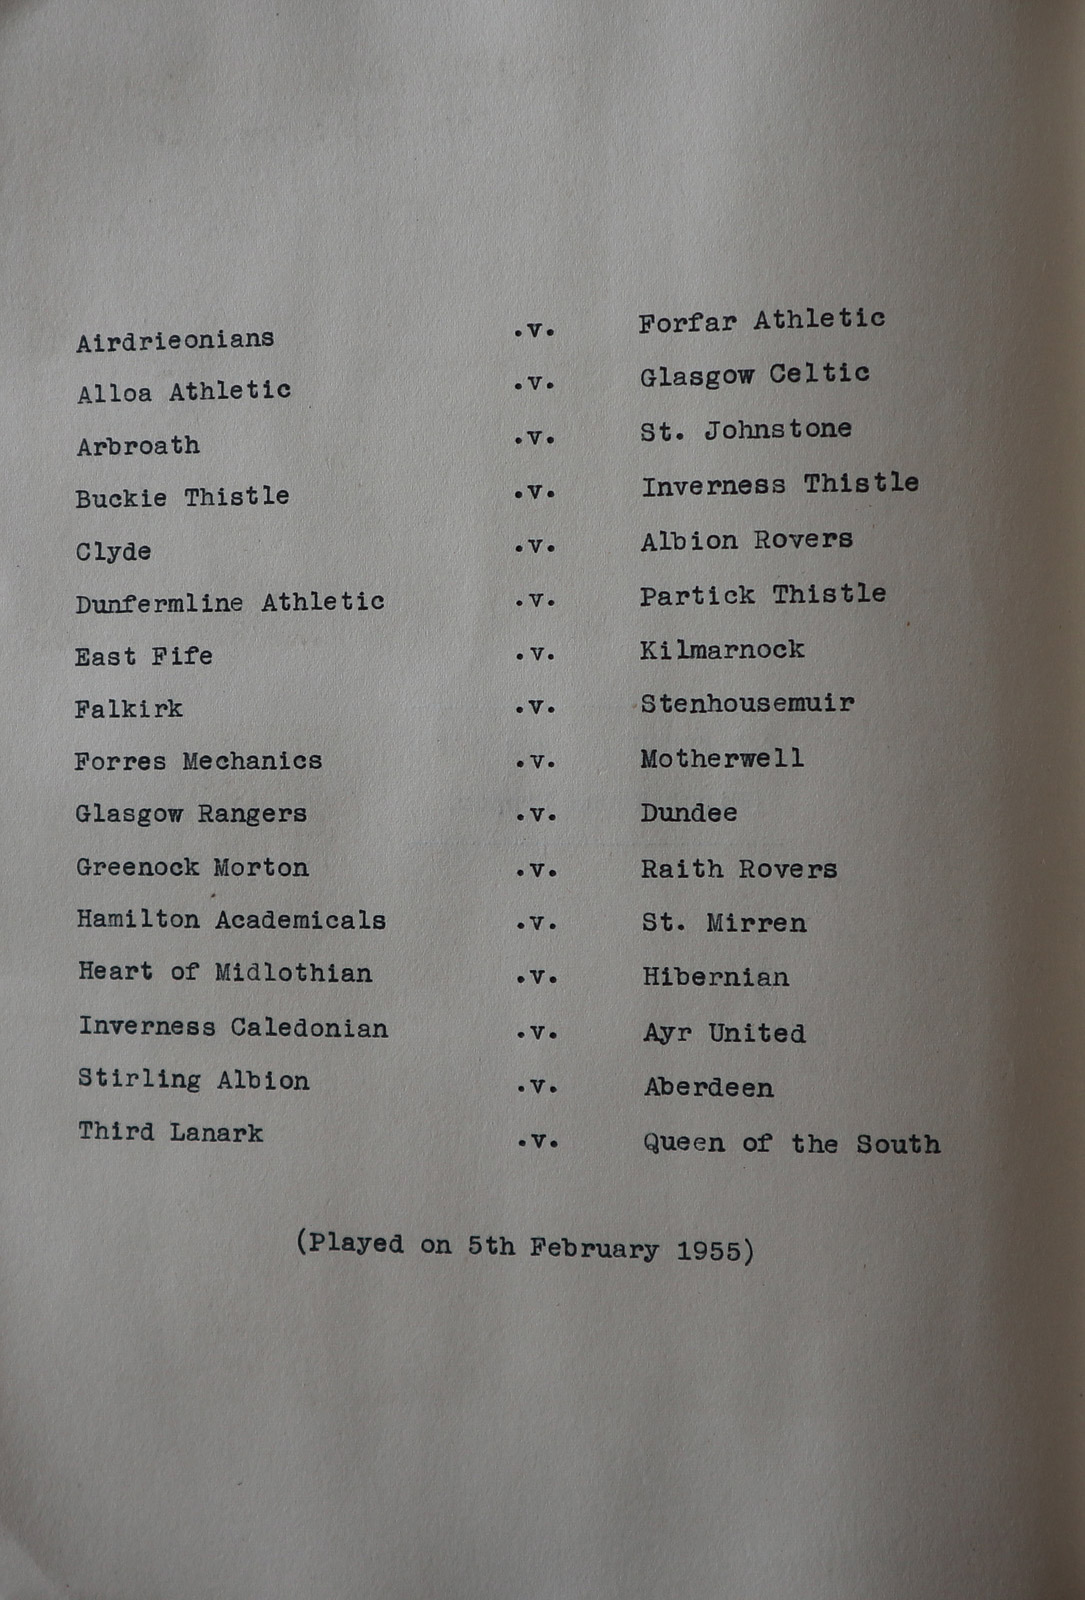 Airdrieonians .v. Forfar Athletic
Alloa Athletic .v. Glasgow Celtic
Arbroath .v. St. Johnstone
Buckie Thistle .v. Inverness Thistle
Clyde .v. Albion Rovers
Dunfermline Athletic .v. Partick Thistle
East Fife .v. Kilmarnock
Falkirk .v. Stenhousemuir
Forres Mechanics .v. Motherwell
Glasgow Rangers .v. Dundee
Greenock Morton .v. Raith Rovers
Hamilton Academicals .v. St. Mirren
Heart of Midlothian .v. Hibernian
Inverness Caledonian .v. Ayr United
Stirling Albion .v. Aberdeen
Third Lanark .v. Queen of the South
(Played on 5th February 1955)